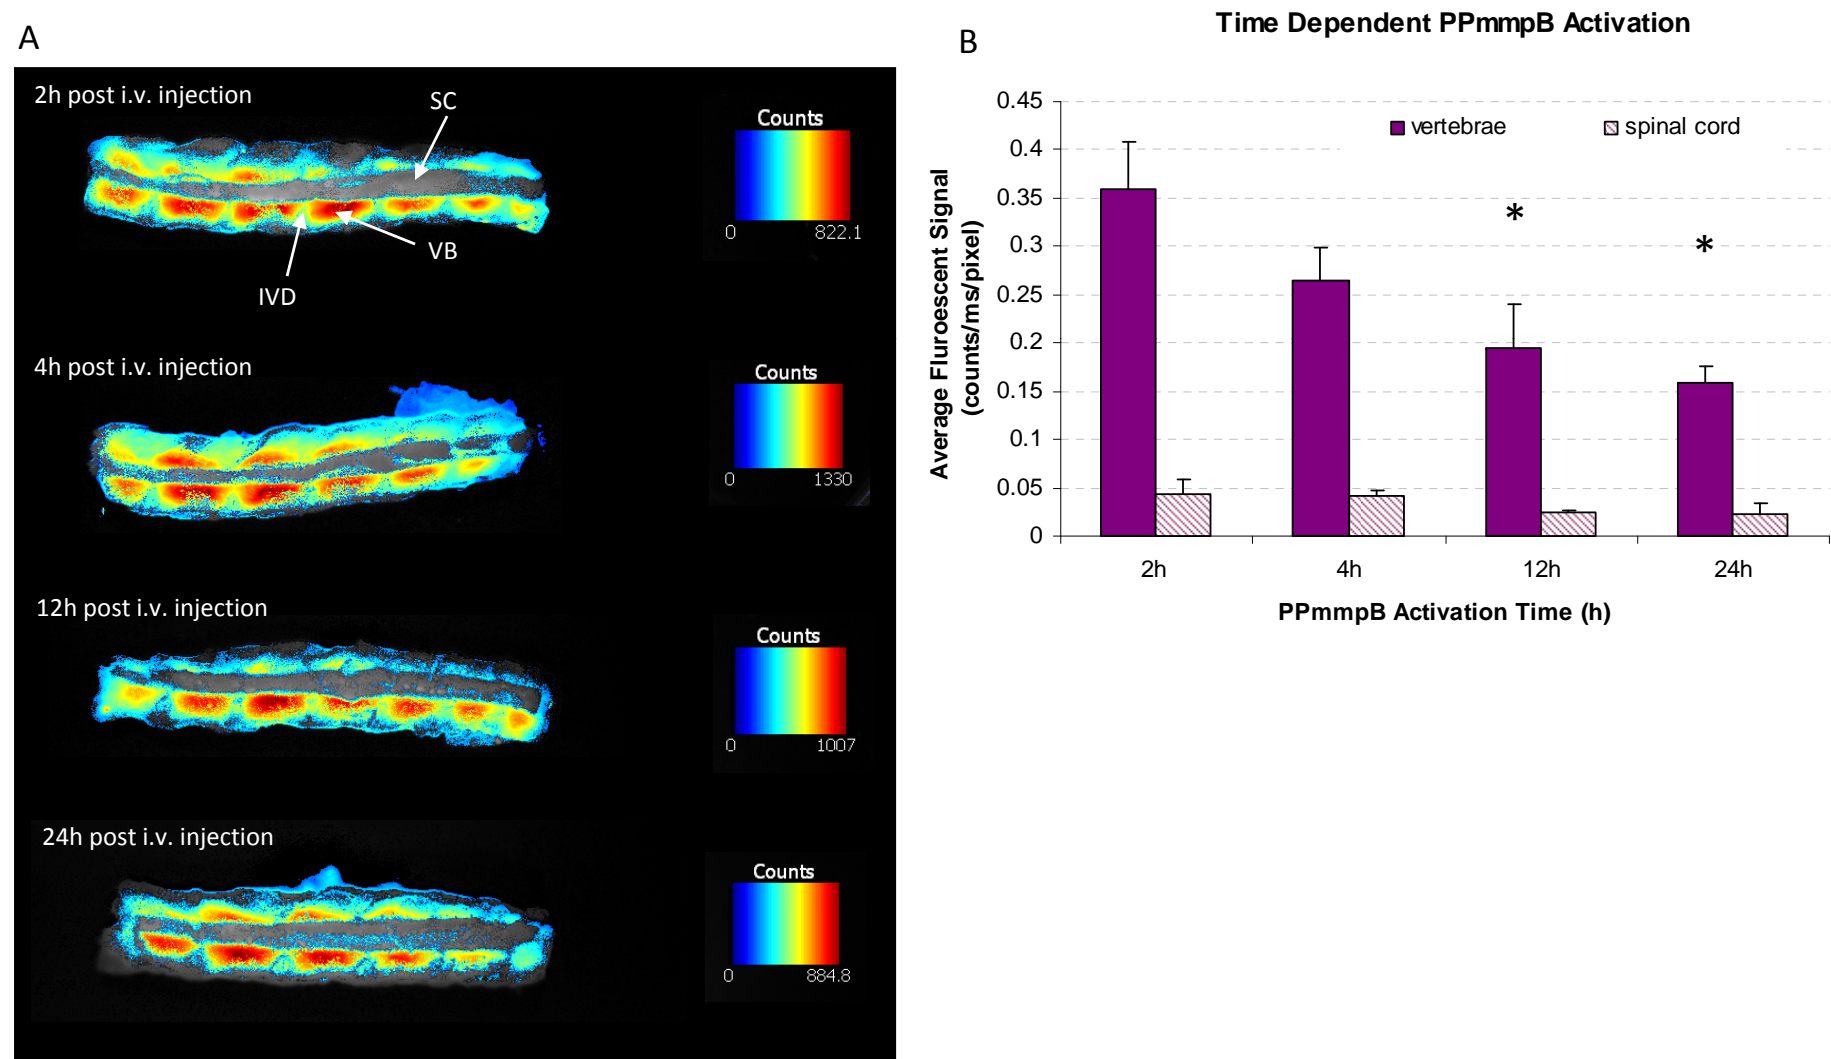 A
2h post i.v. injection
SC
VB
IVD
Counts
0 822.1
4h post i.v. injection
Counts
0 1330
12h post i.v. injection
Counts
0 1007
24h post i.v. injection
Counts
0 884.8
B
Time Dependent PPmmpB Activation
Average Fluroescent Signal
(counts/ms/pixel)
0.45
0.4
0.35
0.3
0.25
0.2
0.15
0.1
0.05
0
vertebrae
spinal cord
*
*
2h 4h 12h 24h
PPmmpB Activation Time (h)